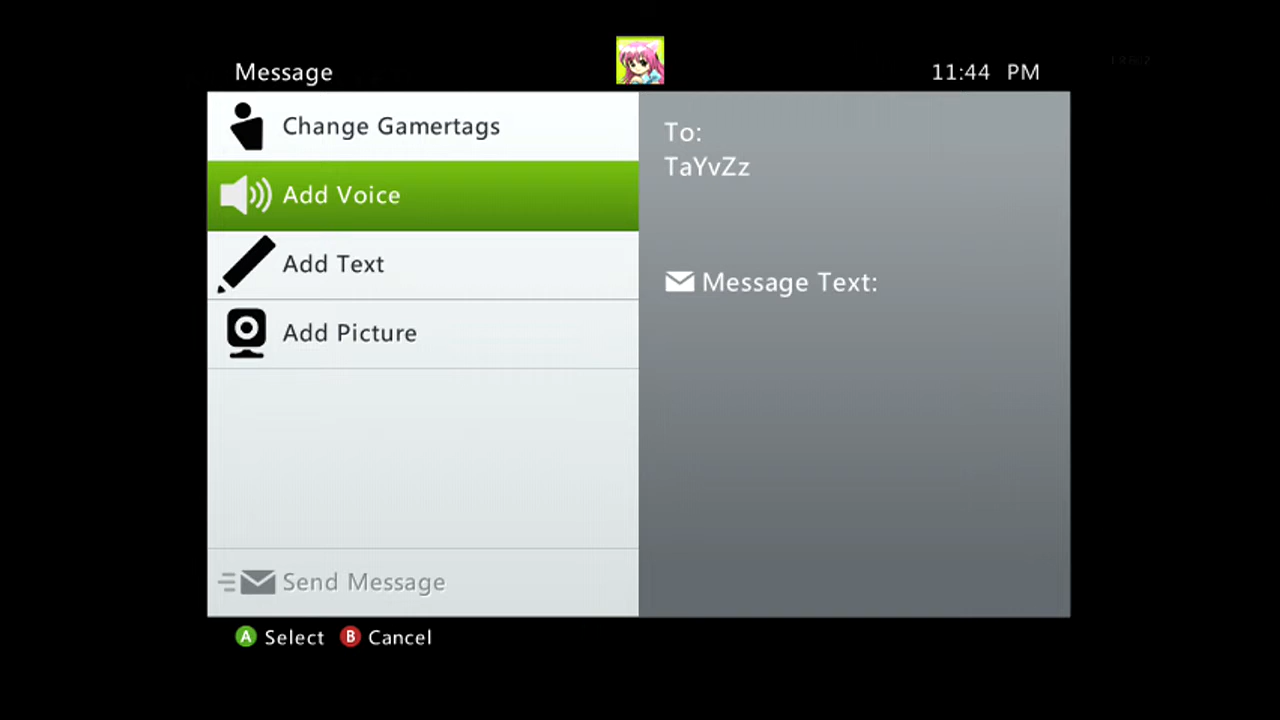 Message
11:44 PM
Change Gamertags
Add Voice
Add Text
Add Picture
Send Message
To:
TaYvZz
Message Text:
A Select B Cancel